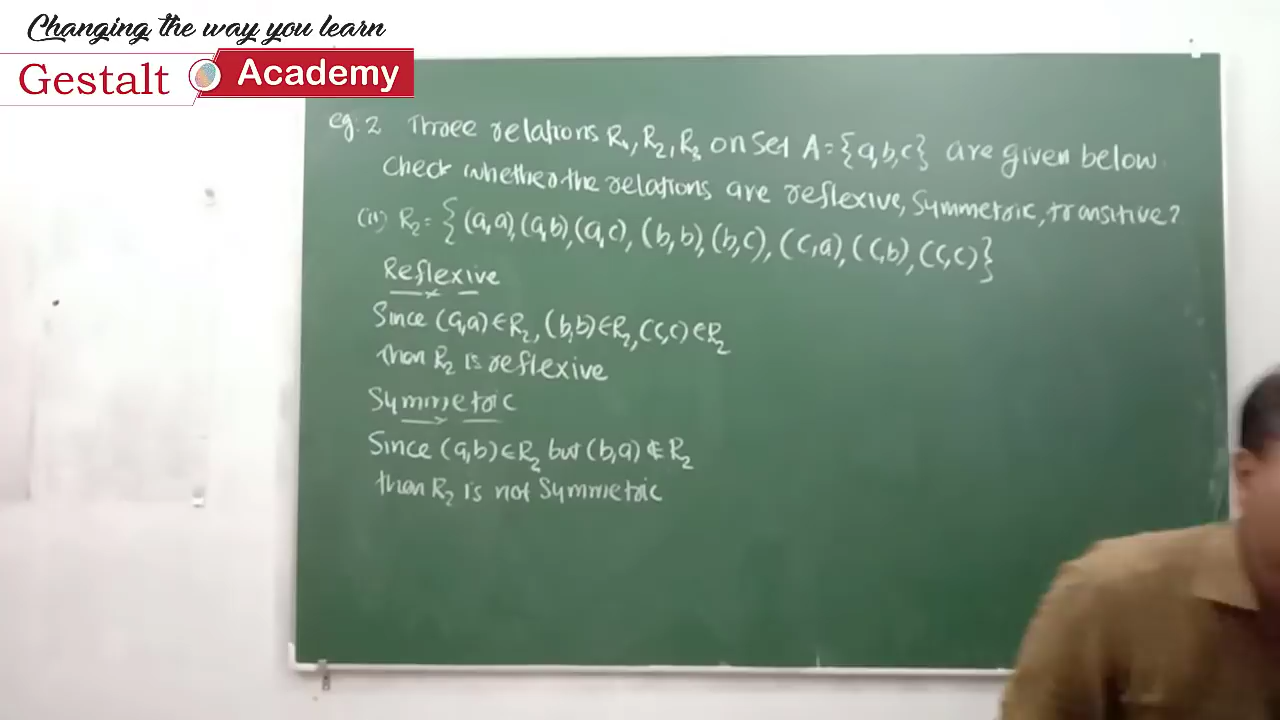 Changing the way you learn
Gestalt Academy
eg: 2 Three relations R₁, R₂, R₃ on set A = {a,b,c} are given below.
Check whether the relations are reflexive, Symmetric, transitive?
(ii) R₂ = { (a,a), (a,b), (a,c), (b,b), (b,c), (c,a), (c,b), (c,c) }
Reflexive
Since (a,a) ∈ R₂, (b,b) ∈ R₂, (c,c) ∈ R₂
then R₂ is reflexive
Symmetric
Since (a,b) ∈ R₂ but (b,a) ∉ R₂
then R₂ is not Symmetric